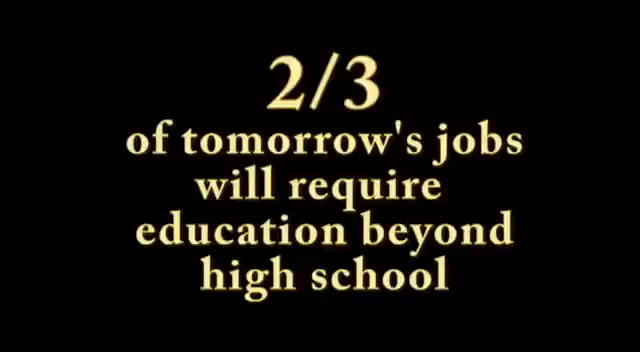 2/3
of tomorrow's jobs
will require
education beyond
high school